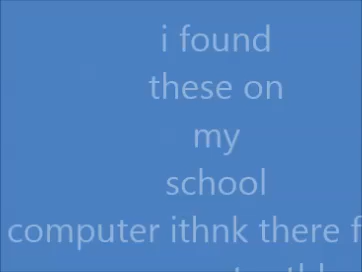 i found
these on
my
school
computer ithnk there f